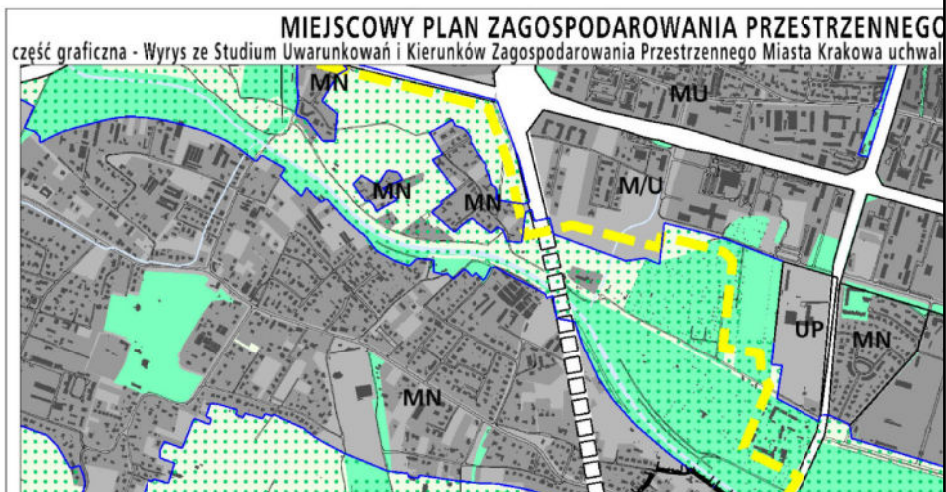 MIEJSCOWY PLAN ZAGOSPODAROWANIA PRZESTRZENNEGO
część graficzna - Wyrys ze Studium Uwarunkowań i Kierunków Zagospodarowania Przestrzennego Miasta Krakowa uchwal
MN
MU
MN
MN
M/U
UP
MN
MN